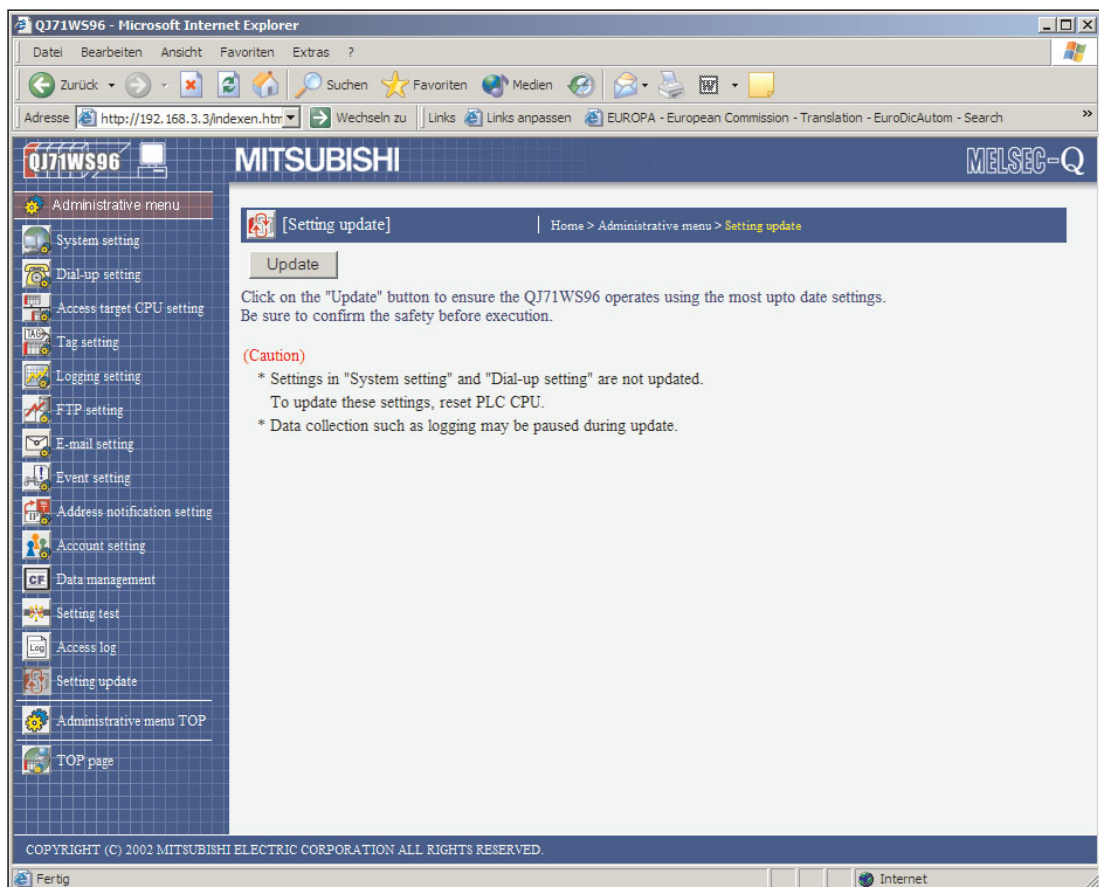 QJ71WS96 - Microsoft Internet Explorer
Datei Bearbeiten Ansicht Favoriten Extras ?
Zurück Suchen Favoriten Medien
Adresse http://192.168.3.3/indexen.htm Wechseln zu Links Links anpassen EUROPA - European Commission - Translation - EuroDicAutom - Search »
QJ71WS96 MITSUBISHI MELSEC-Q
Administrative menu
System setting
Dial-up setting
Access target CPU setting
TAG Tag setting
Logging setting
FTP setting
E-mail setting
Event setting
IP Address notification setting
Account setting
CF Data management
Setting test
Log Access log
Setting update
Administrative menu TOP
TOP page
[Setting update] Home > Administrative menu > Setting update
Update
Click on the "Update" button to ensure the QJ71WS96 operates using the most upto date settings.
Be sure to confirm the safety before execution.
(Caution)
* Settings in "System setting" and "Dial-up setting" are not updated.
To update these settings, reset PLC CPU.
* Data collection such as logging may be paused during update.
COPYRIGHT (C) 2002 MITSUBISHI ELECTRIC CORPORATION ALL RIGHTS RESERVED.
Fertig Internet